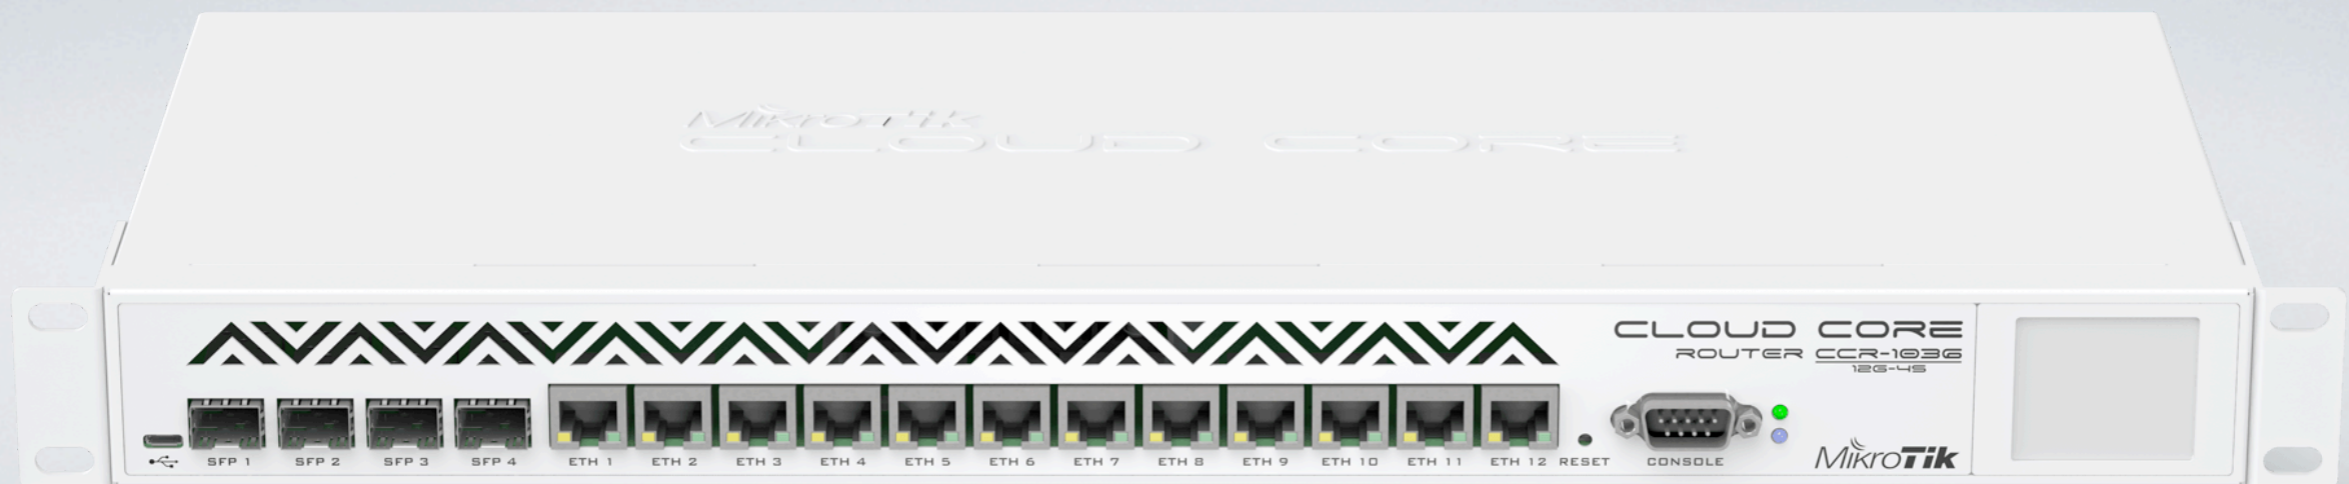 MikroTik
CLOUD CORE
CLOUD CORE
ROUTER CCR-1036
12G-4S
SFP 1 SFP 2 SFP 3 SFP 4 ETH 1 ETH 2 ETH 3 ETH 4 ETH 5 ETH 6 ETH 7 ETH 8 ETH 9 ETH 10 ETH 11 ETH 12 RESET CONSOLE
MikroTik